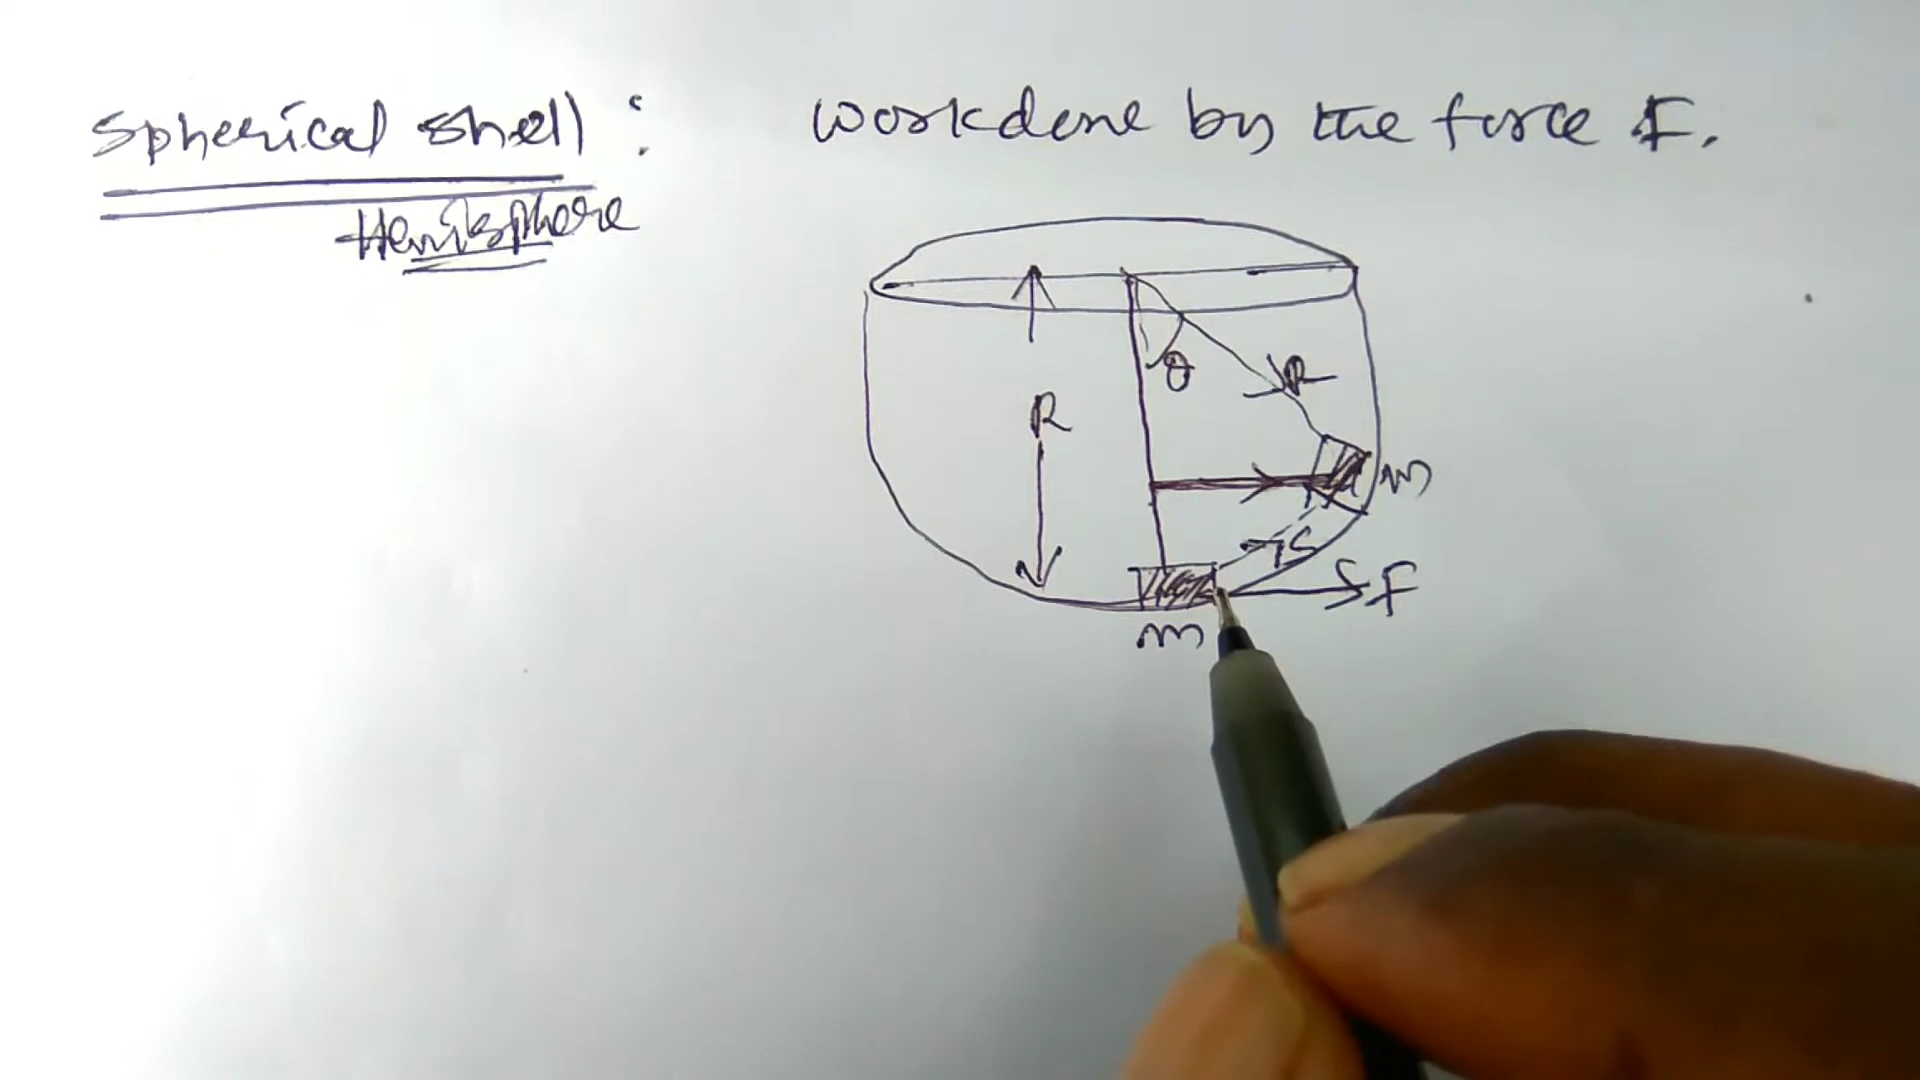 Spherical shell :
Hemisphere
Workdone by the force F.
θ
R
R
m
S
F
m